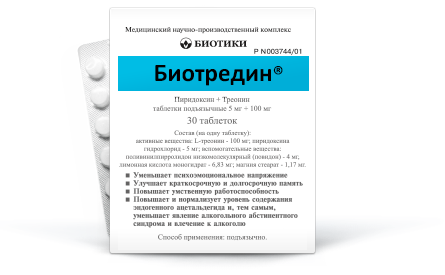 Медицинский научно-производственный комплекс
БИОТИКИ
Р N003744/01
Биотредин®
Пиридоксин + Треонин
таблетки подъязычные 5 мг + 100 мг
30 таблеток
Состав (на одну таблетку):
активные вещества: L-треонин - 100 мг; пиридоксина
гидрохлорид - 5 мг; вспомогательные вещества:
поливинилпирролидон низкомолекулярный (повидон) - 4 мг,
лимонная кислота моногидрат - 6,83 мг; магния стеарат - 1,17 мг.
Уменьшает психоэмоциональное напряжение
Улучшает краткосрочную и долгосрочную память
Повышает умственную работоспособность
Повышает и нормализует уровень содержания
эндогенного ацетальдегида и, тем самым,
уменьшает явление алкогольного абстинентного
синдрома и влечение к алкоголю
Способ применения: подъязычно.